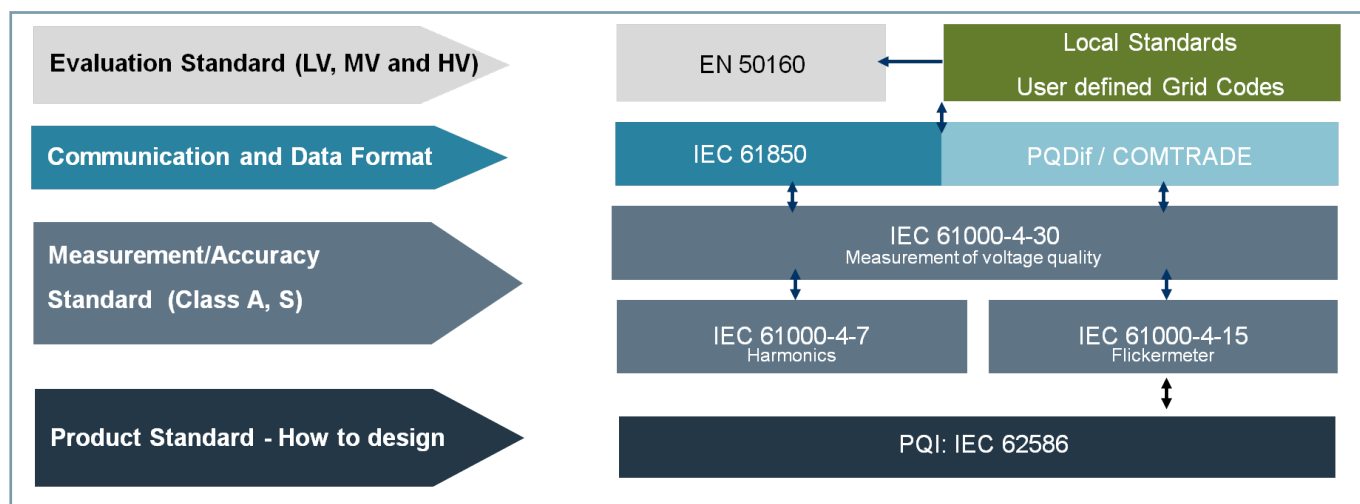 Evaluation Standard (LV, MV and HV)
EN 50160
Local Standards
User defined Grid Codes
Communication and Data Format
IEC 61850
PQDif / COMTRADE
Measurement/Accuracy
Standard (Class A, S)
IEC 61000-4-30
Measurement of voltage quality
IEC 61000-4-7
Harmonics
IEC 61000-4-15
Flickermeter
Product Standard - How to design
PQI: IEC 62586